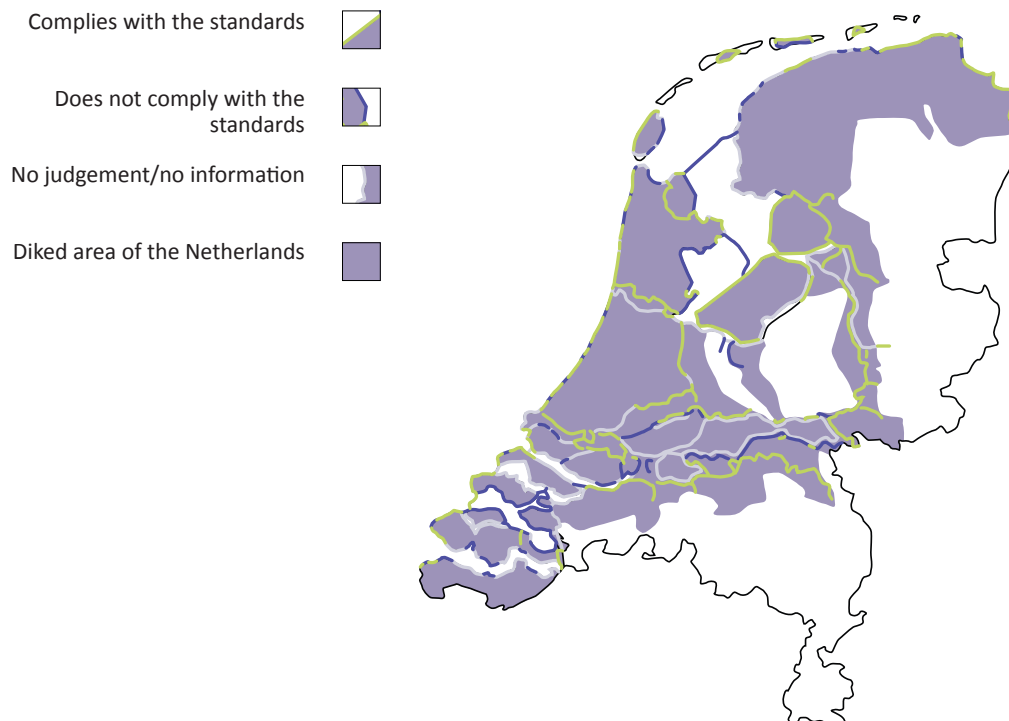 Complies with the standards
Does not comply with the
standards
No judgement/no information
Diked area of the Netherlands